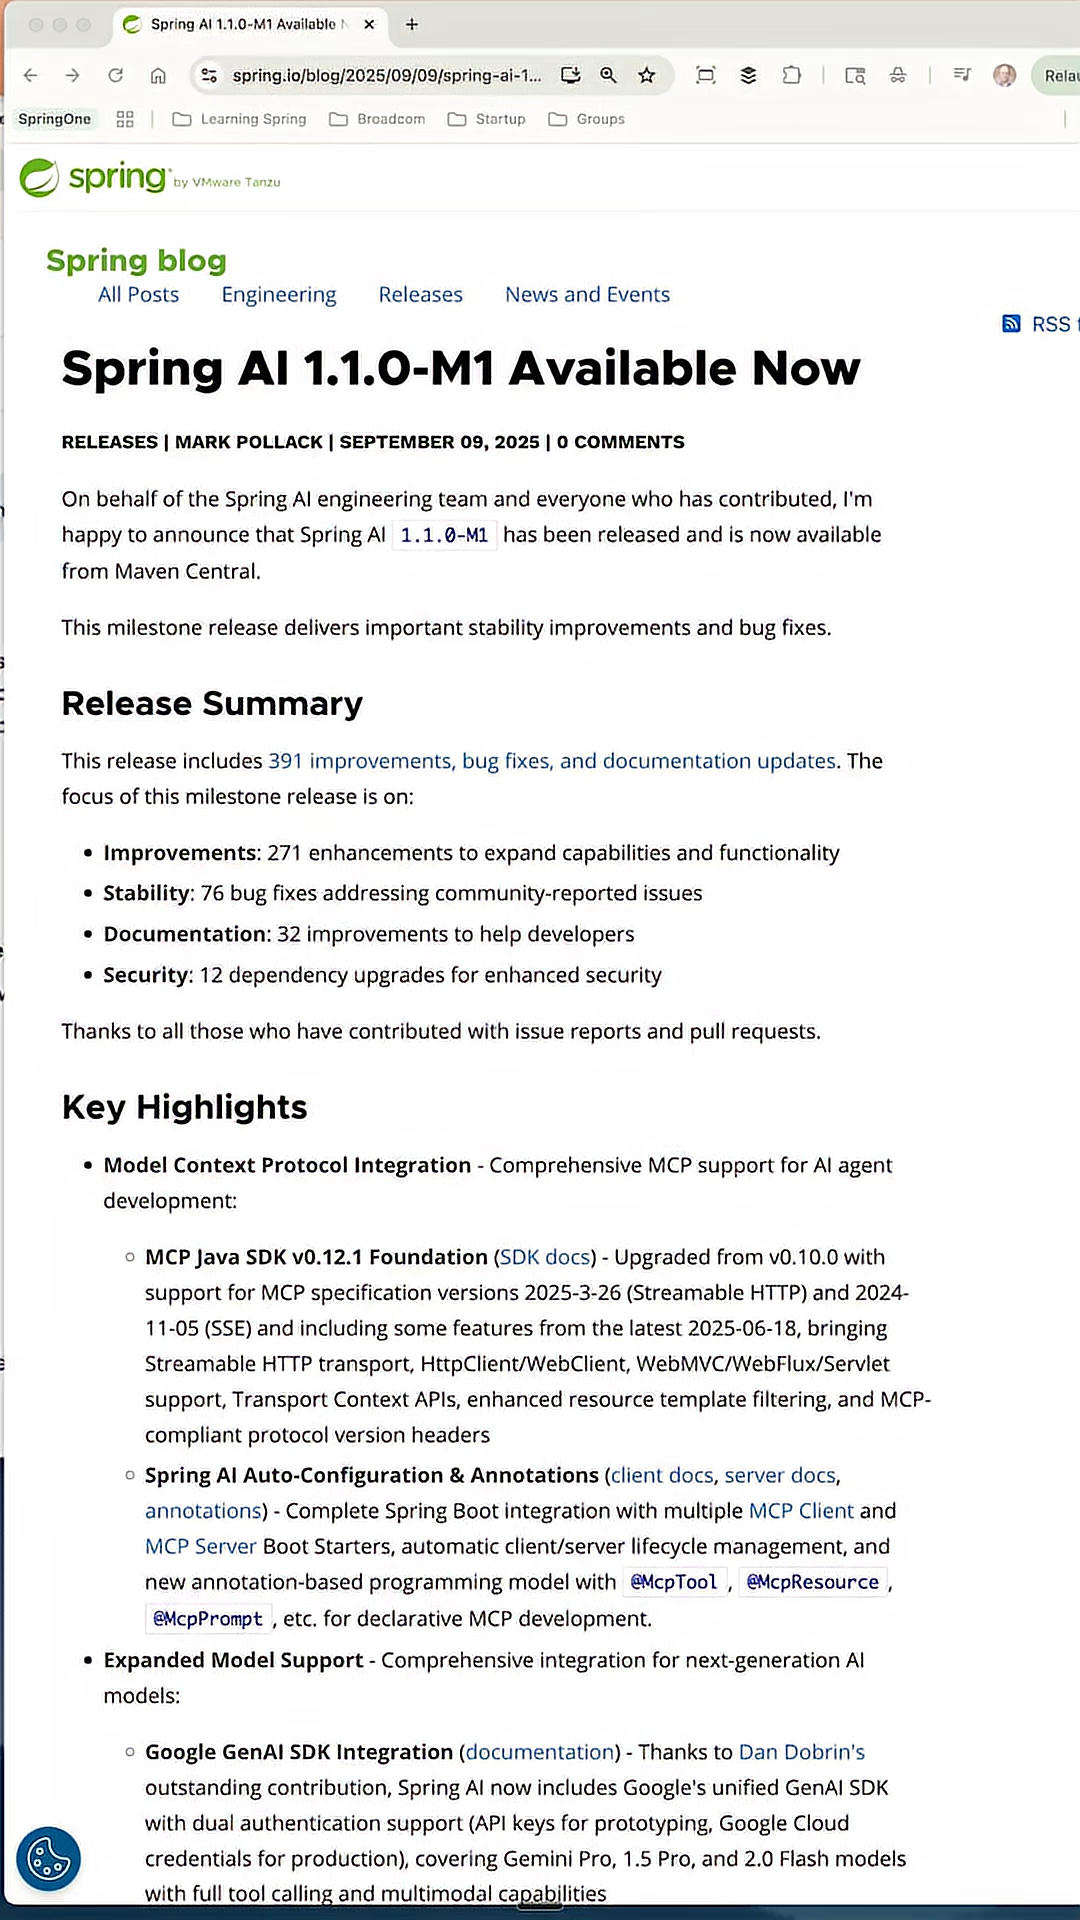 Spring AI 1.1.0-M1 Available
spring.io/blog/2025/09/09/spring-ai-1...
SpringOne
Learning Spring
Broadcom
Startup
Groups
spring by VMware Tanzu
Spring blog
All Posts Engineering Releases News and Events
RSS
Spring AI 1.1.0-M1 Available Now
RELEASES | MARK POLLACK | SEPTEMBER 09, 2025 | 0 COMMENTS
On behalf of the Spring AI engineering team and everyone who has contributed, I'm
happy to announce that Spring AI 1.1.0-M1 has been released and is now available
from Maven Central.
This milestone release delivers important stability improvements and bug fixes.
Release Summary
This release includes 391 improvements, bug fixes, and documentation updates. The
focus of this milestone release is on:
• Improvements: 271 enhancements to expand capabilities and functionality
• Stability: 76 bug fixes addressing community-reported issues
• Documentation: 32 improvements to help developers
• Security: 12 dependency upgrades for enhanced security
Thanks to all those who have contributed with issue reports and pull requests.
Key Highlights
• Model Context Protocol Integration - Comprehensive MCP support for AI agent
development:
◦ MCP Java SDK v0.12.1 Foundation (SDK docs) - Upgraded from v0.10.0 with
support for MCP specification versions 2025-3-26 (Streamable HTTP) and 2024-
11-05 (SSE) and including some features from the latest 2025-06-18, bringing
Streamable HTTP transport, HttpClient/WebClient, WebMVC/WebFlux/Servlet
support, Transport Context APIs, enhanced resource template filtering, and MCP-
compliant protocol version headers
◦ Spring AI Auto-Configuration & Annotations (client docs, server docs,
annotations) - Complete Spring Boot integration with multiple MCP Client and
MCP Server Boot Starters, automatic client/server lifecycle management, and
new annotation-based programming model with @McpTool , @McpResource ,
@McpPrompt , etc. for declarative MCP development.
• Expanded Model Support - Comprehensive integration for next-generation AI
models:
◦ Google GenAI SDK Integration (documentation) - Thanks to Dan Dobrin's
outstanding contribution, Spring AI now includes Google's unified GenAI SDK
with dual authentication support (API keys for prototyping, Google Cloud
credentials for production), covering Gemini Pro, 1.5 Pro, and 2.0 Flash models
with full tool calling and multimodal capabilities